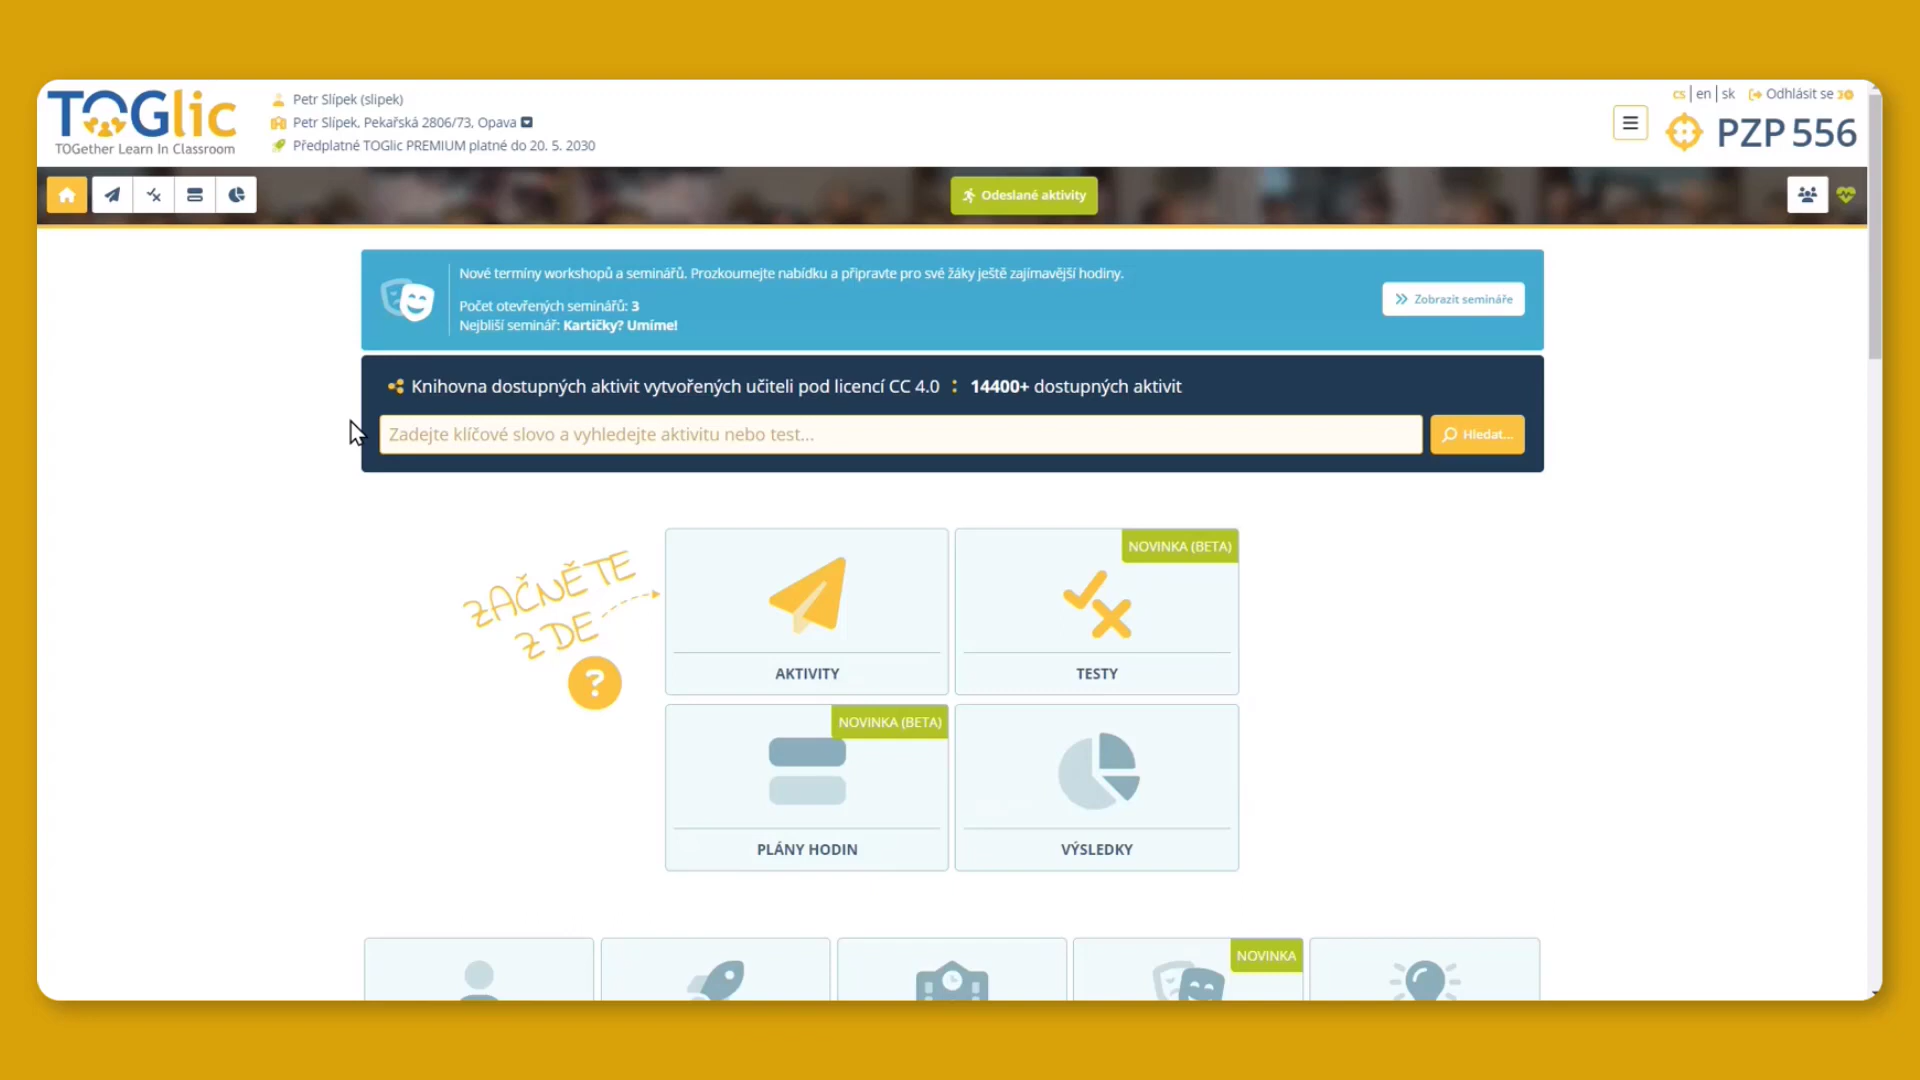 TOGlic
TOGether Learn In Classroom
Petr Slípek (slipek)
Petr Slípek, Pekařská 2806/73, Opava
Předplatné TOGlic PREMIUM platné do 20. 5. 2030
cs | en | sk Odhlásit se
PZP 556
Odeslané aktivity
Nové termíny workshopů a seminářů. Prozkoumejte nabídku a připravte pro své žáky ještě zajímavější hodiny.
Počet otevřených seminářů: 3
Nejbliší seminář: Kartičky? Umíme!
Zobrazit semináře
Knihovna dostupných aktivit vytvořených učiteli pod licencí CC 4.0 : 14400+ dostupných aktivit
Zadejte klíčové slovo a vyhledejte aktivitu nebo test...
Hledat...
ZAČNĚTE
ZDE
?
AKTIVITY
NOVINKA (BETA)
TESTY
NOVINKA (BETA)
PLÁNY HODIN
VÝSLEDKY
NOVINKA